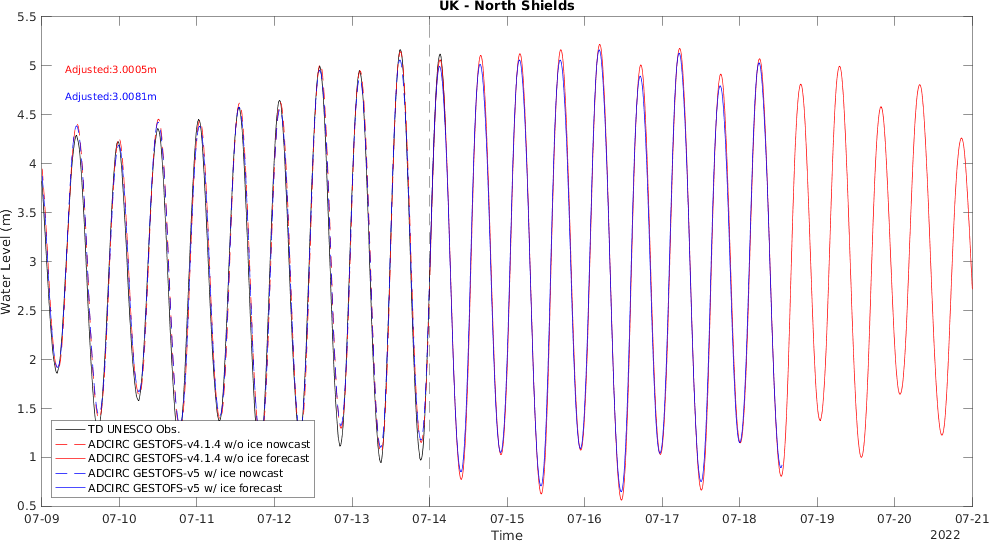 UK - North Shields
5.5
5
4.5
4
3.5
3
2.5
2
1.5
1
0.5
Water Level (m)
Adjusted:3.0005m
Adjusted:3.0081m
TD UNESCO Obs.
ADCIRC GESTOFS-v4.1.4 w/o ice nowcast
ADCIRC GESTOFS-v4.1.4 w/o ice forecast
ADCIRC GESTOFS-v5 w/ ice nowcast
ADCIRC GESTOFS-v5 w/ ice forecast
07-09 07-10 07-11 07-12 07-13 07-14 07-15 07-16 07-17 07-18 07-19 07-20 07-21
Time
2022